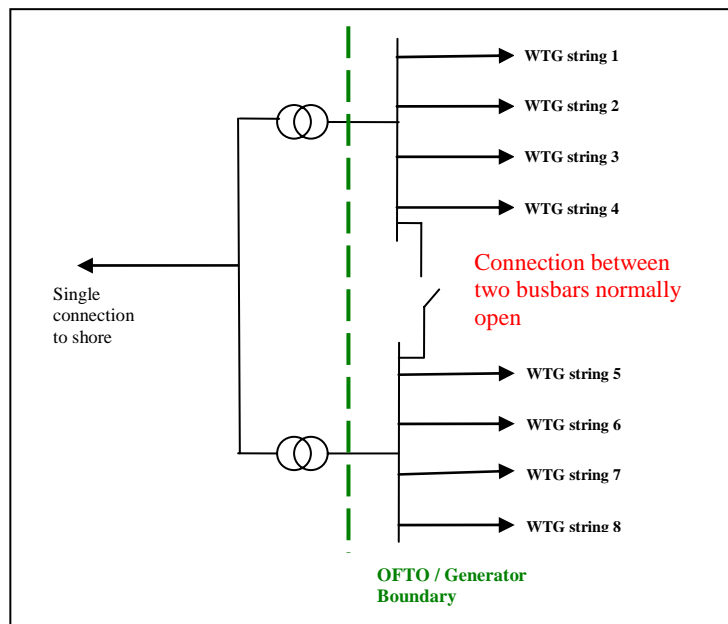 WTG string 1
WTG string 2
WTG string 3
WTG string 4
Connection between
two busbars normally
open
Single
connection
to shore
WTG string 5
WTG string 6
WTG string 7
WTG string 8
OFTO / Generator
Boundary